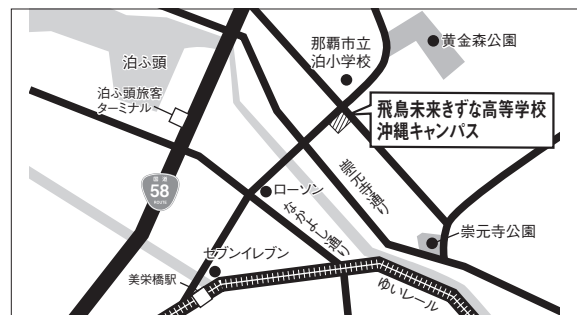 那覇市立
泊小学校
黄金森公園
泊ふ頭
泊ふ頭旅客
ターミナル
飛鳥未来きずな高等学校
沖縄キャンパス
国道
58
ROUTE
ローソン
崇元寺通り
なかよし通り
崇元寺公園
セブンイレブン
美栄橋駅
ゆいレール